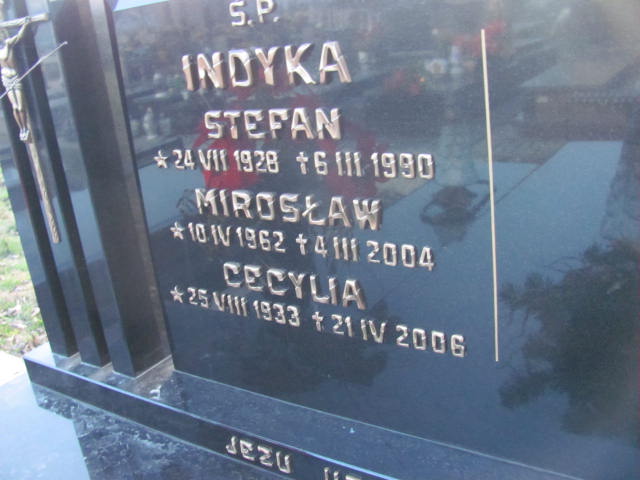 Ś.P.
INDYKA
STEFAN
* 24 VII 1928 † 6 III 1990
MIROSŁAW
* 10 IV 1962 † 4 III 2004
CECYLIA
* 25 VIII 1933 † 21 IV 2006
Jezu